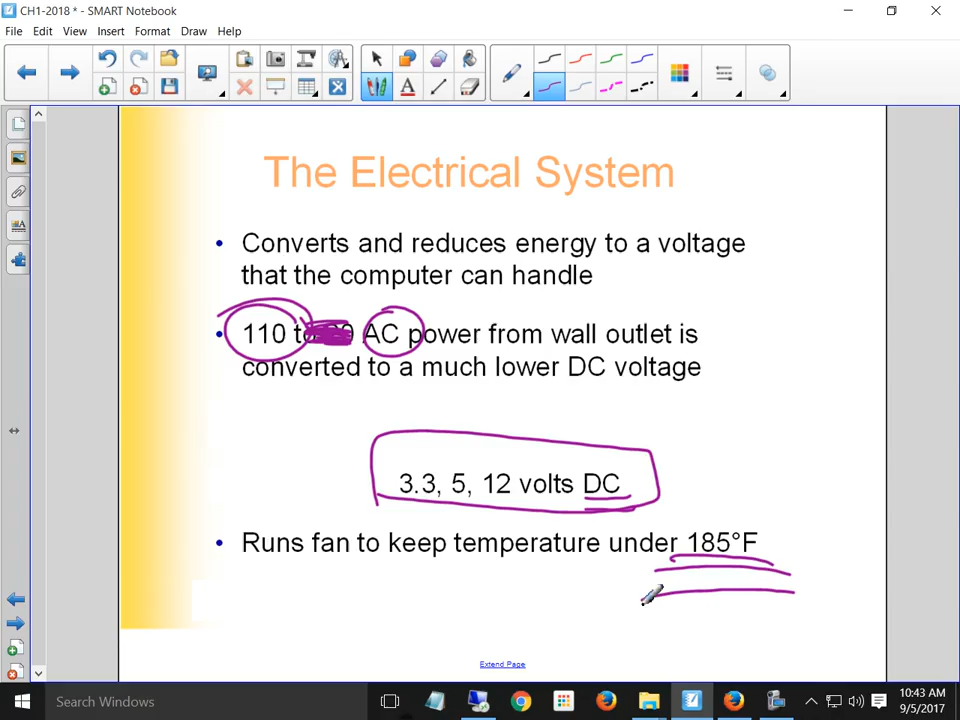 CH1-2018 * - SMART Notebook
File Edit View Insert Format Draw Help
The Electrical System
• Converts and reduces energy to a voltage
that the computer can handle
• 110 to AC power from wall outlet is
converted to a much lower DC voltage
3.3, 5, 12 volts DC
• Runs fan to keep temperature under 185°F
Extend Page
Search Windows
10:43 AM
9/5/2017